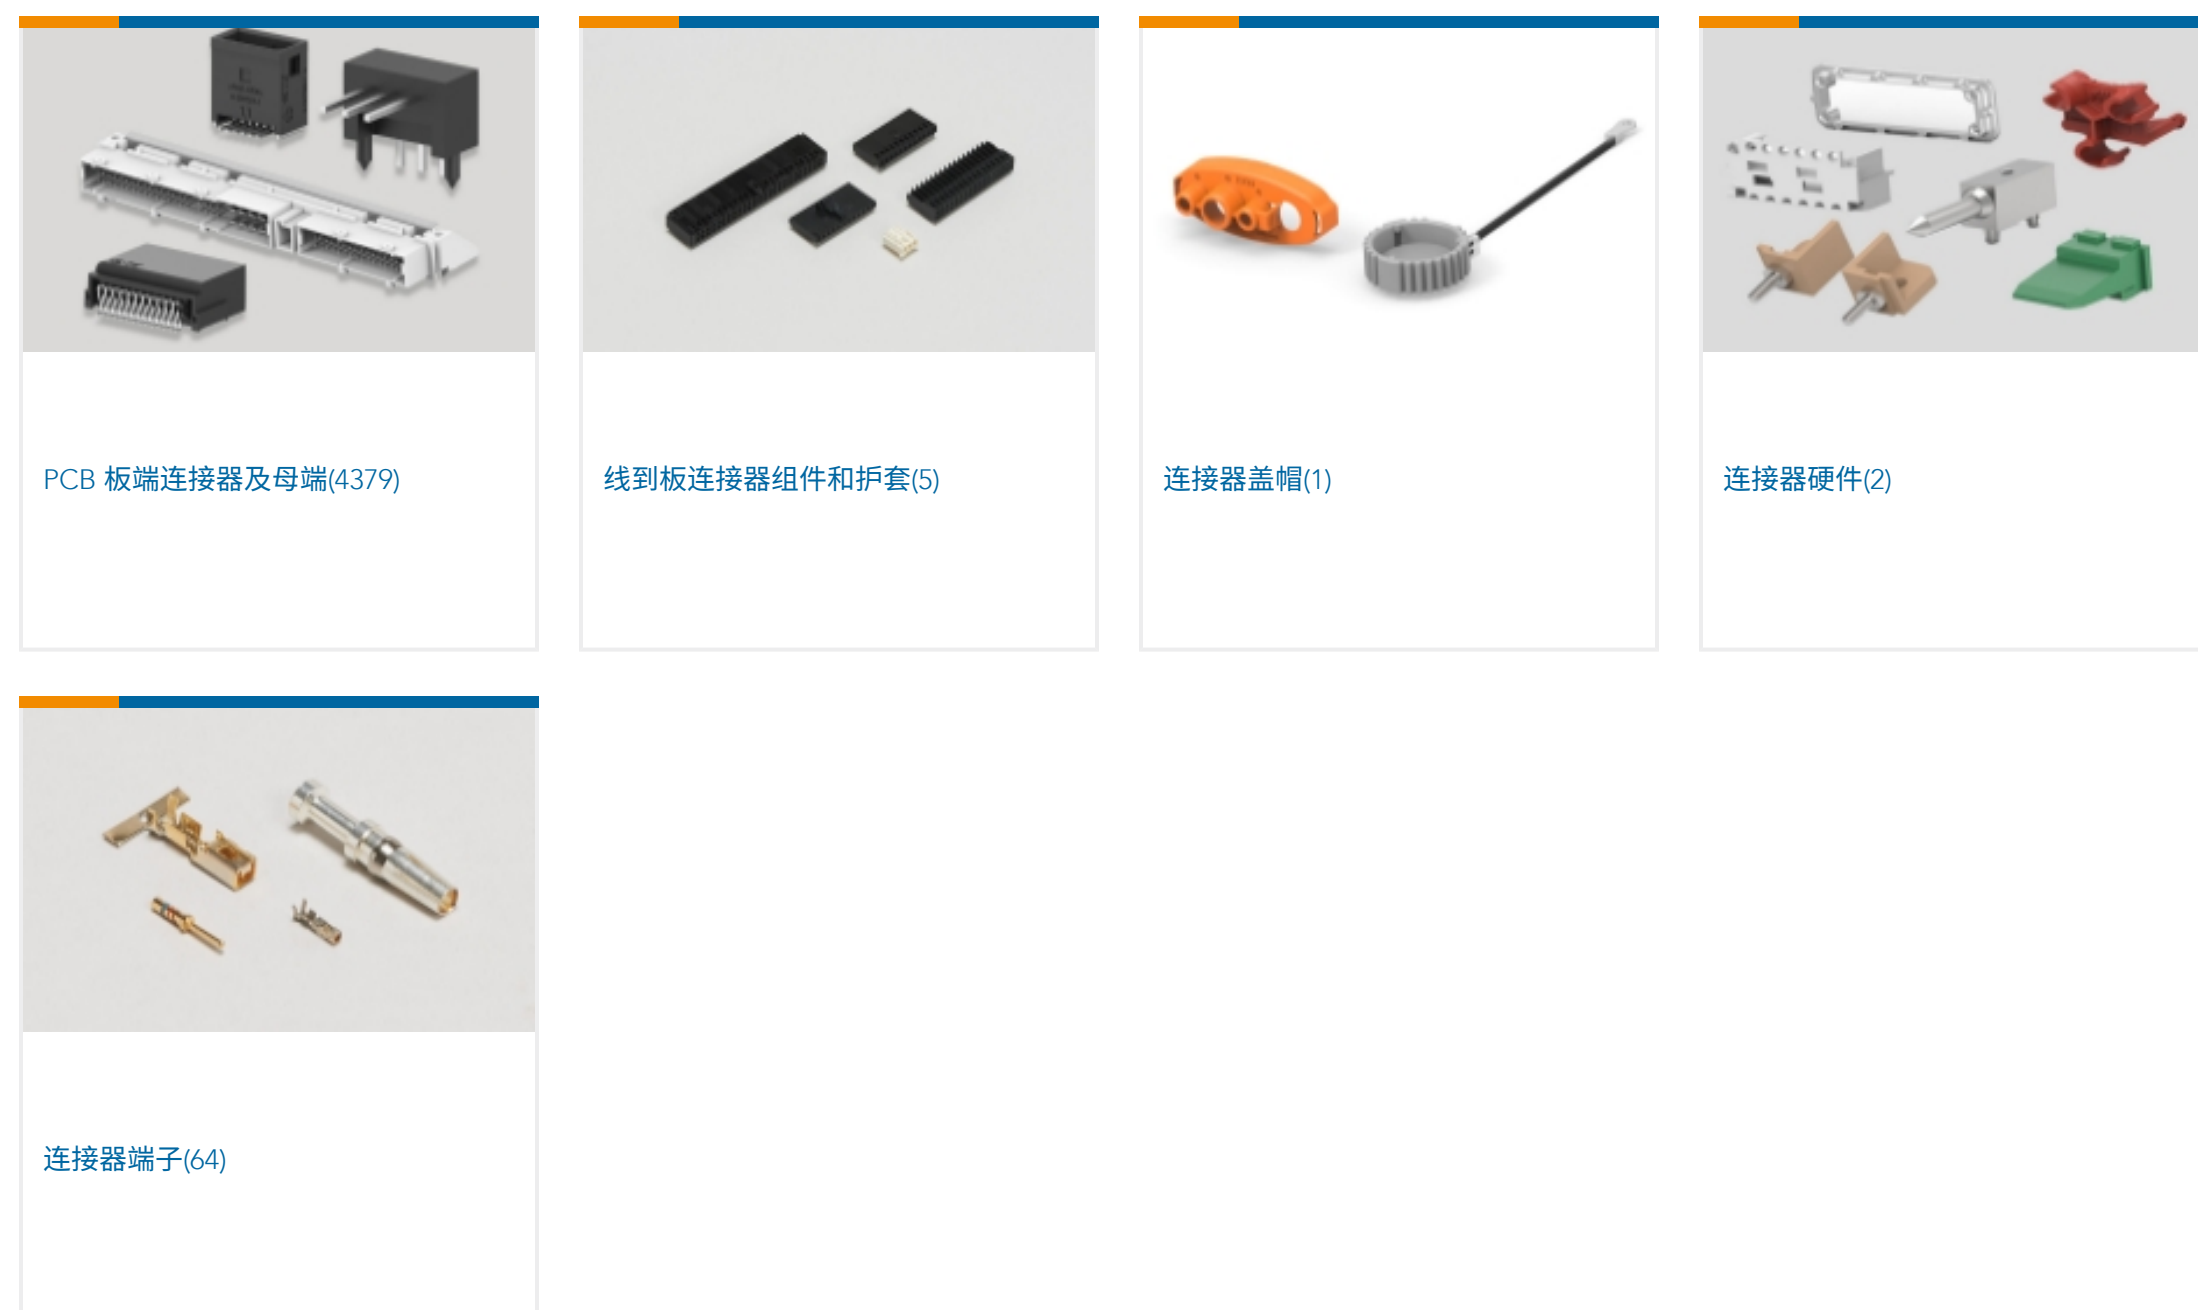 PCB 板端连接器及母端(4379)
线到板连接器组件和护套(5)
连接器盖帽(1)
连接器硬件(2)
连接器端子(64)